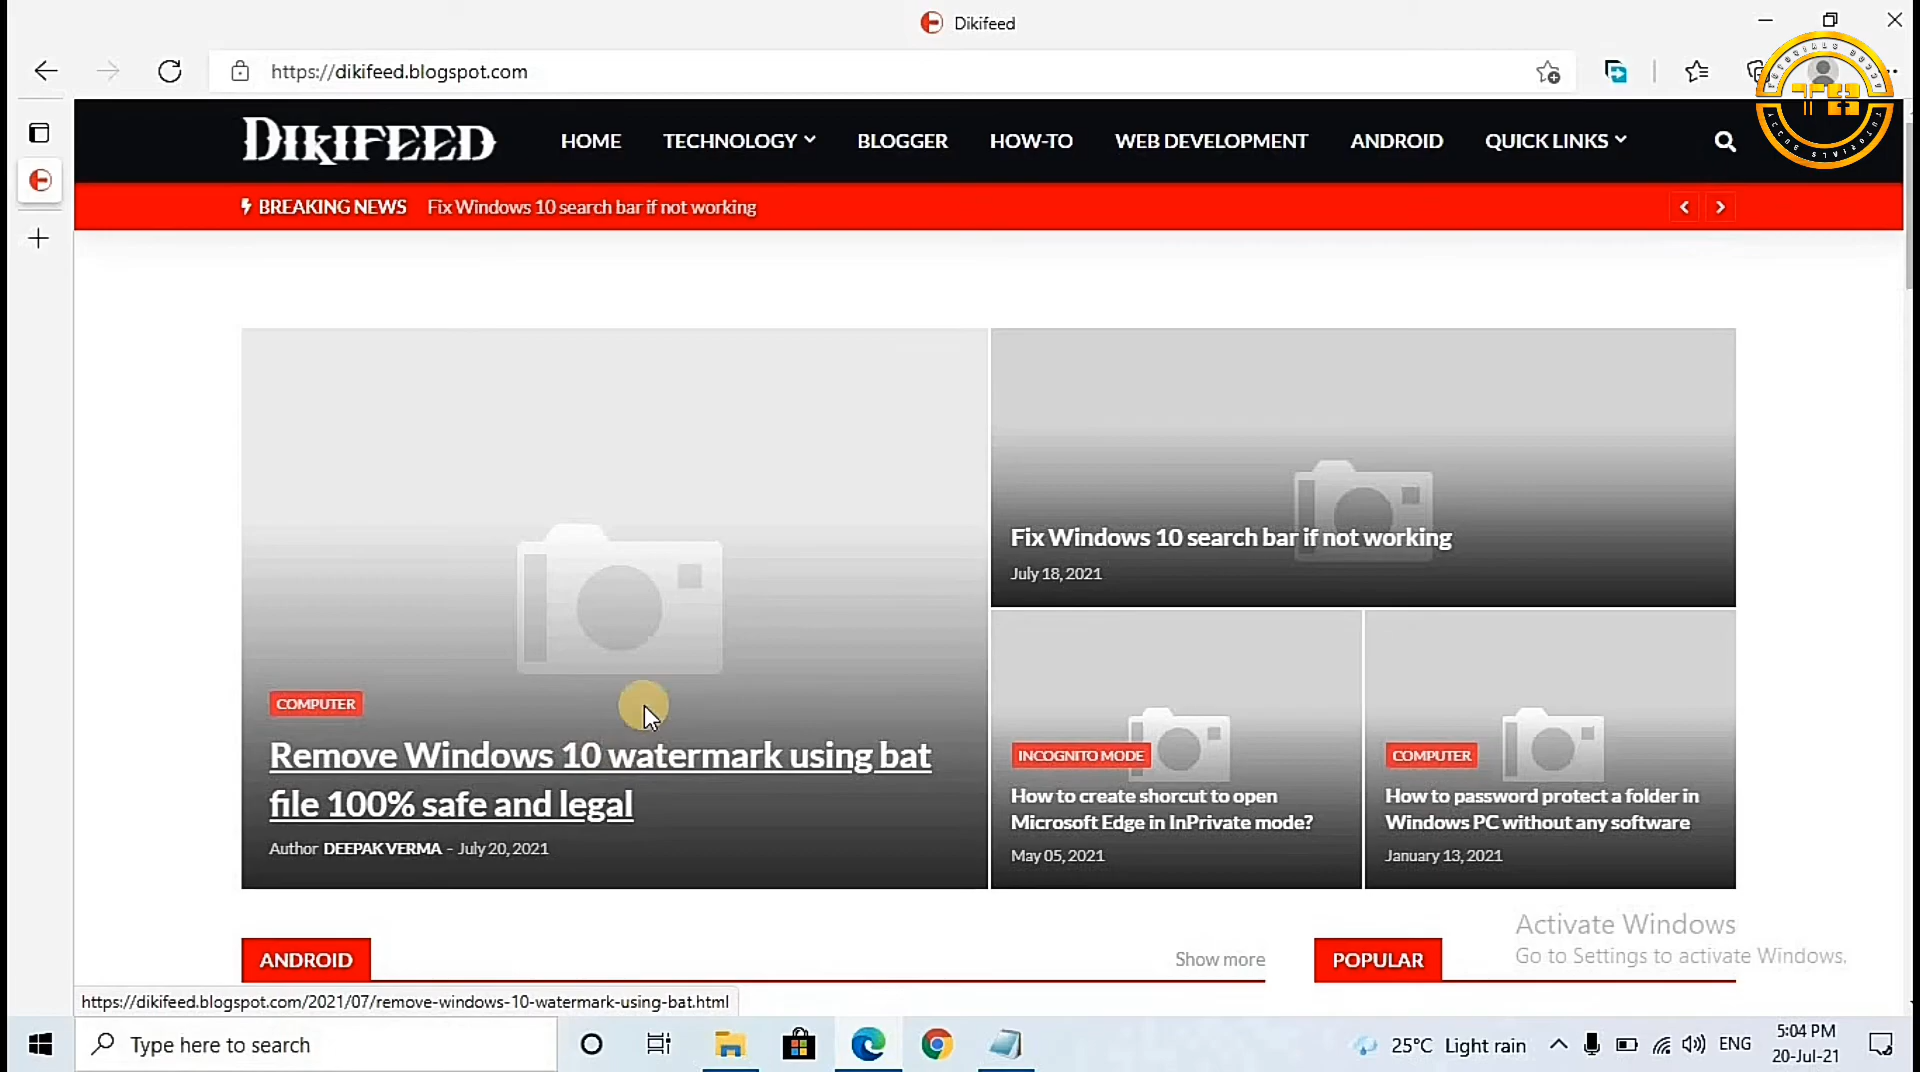 Dikifeed
https://dikifeed.blogspot.com
DIKIFEED
HOME TECHNOLOGY BLOGGER HOW-TO WEB DEVELOPMENT ANDROID QUICK LINKS
BREAKING NEWS Fix Windows 10 search bar if not working
Fix Windows 10 search bar if not working
July 18, 2021
COMPUTER
Remove Windows 10 watermark using bat
file 100% safe and legal
Author DEEPAK VERMA - July 20, 2021
INCOGNITO MODE
How to create shorcut to open
Microsoft Edge in InPrivate mode?
May 05, 2021
COMPUTER
How to password protect a folder in
Windows PC without any software
January 13, 2021
Activate Windows
Go to Settings to activate Windows.
ANDROID
Show more
POPULAR
https://dikifeed.blogspot.com/2021/07/remove-windows-10-watermark-using-bat.html
Type here to search
25°C Light rain
ENG
5:04 PM
20-Jul-21